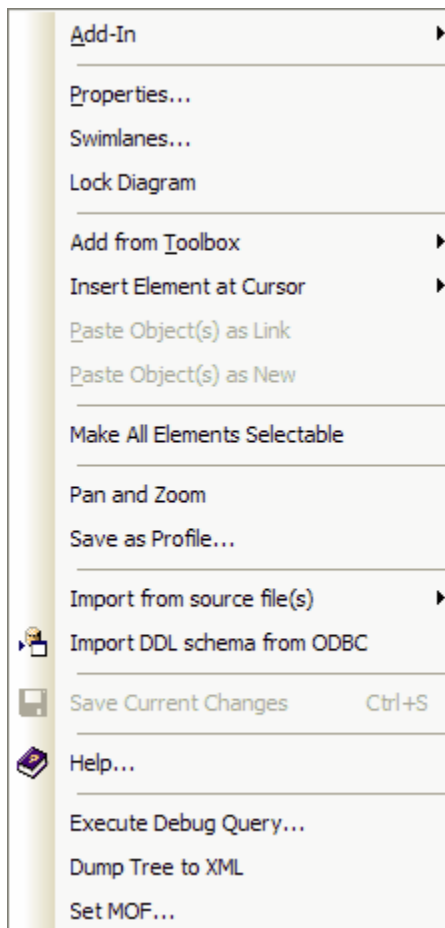 Add-In
Properties...
Swimlanes...
Lock Diagram
Add from Toolbox
Insert Element at Cursor
Paste Object(s) as Link
Paste Object(s) as New
Make All Elements Selectable
Pan and Zoom
Save as Profile...
Import from source file(s)
Import DDL schema from ODBC
Save Current Changes Ctrl+S
Help...
Execute Debug Query...
Dump Tree to XML
Set MOF...